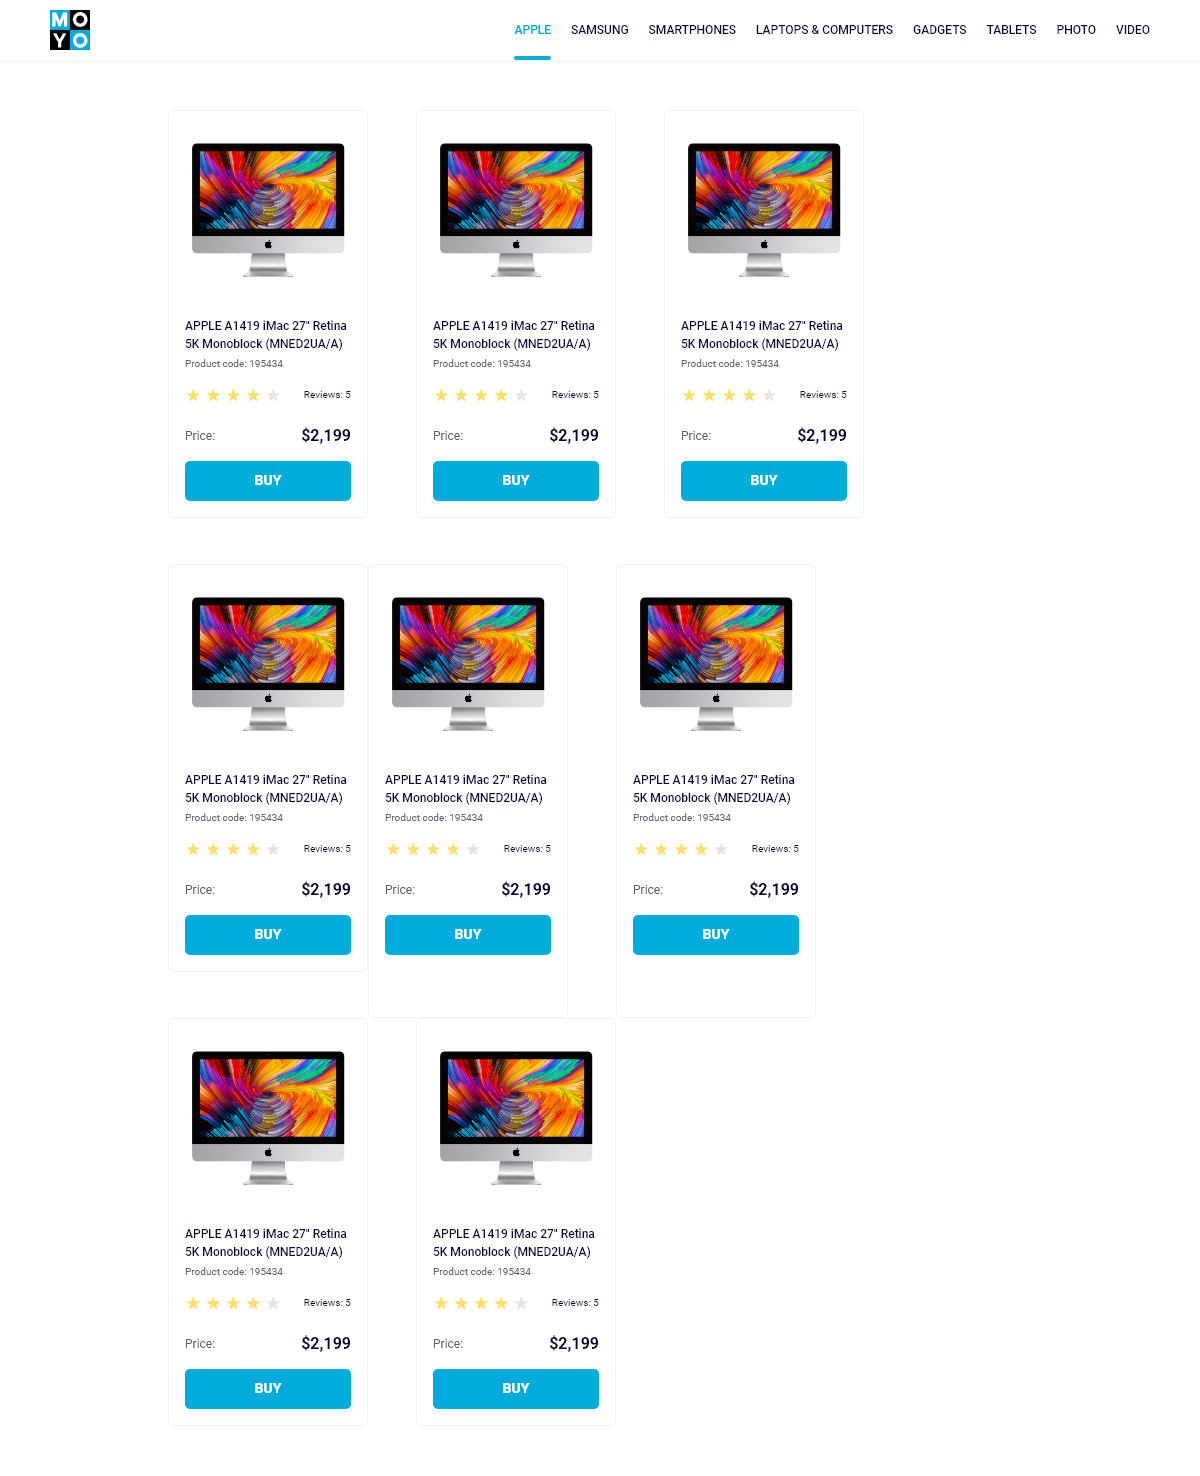 MO
YO
APPLE SAMSUNG SMARTPHONES LAPTOPS & COMPUTERS GADGETS TABLETS PHOTO VIDEO
APPLE A1419 iMac 27" Retina
5K Monoblock (MNED2UA/A)
Product code: 195434
Reviews: 5
Price: $2,199
BUY
APPLE A1419 iMac 27" Retina
5K Monoblock (MNED2UA/A)
Product code: 195434
Reviews: 5
Price: $2,199
BUY
APPLE A1419 iMac 27" Retina
5K Monoblock (MNED2UA/A)
Product code: 195434
Reviews: 5
Price: $2,199
BUY
APPLE A1419 iMac 27" Retina
5K Monoblock (MNED2UA/A)
Product code: 195434
Reviews: 5
Price: $2,199
BUY
APPLE A1419 iMac 27" Retina
5K Monoblock (MNED2UA/A)
Product code: 195434
Reviews: 5
Price: $2,199
BUY
APPLE A1419 iMac 27" Retina
5K Monoblock (MNED2UA/A)
Product code: 195434
Reviews: 5
Price: $2,199
BUY
APPLE A1419 iMac 27" Retina
5K Monoblock (MNED2UA/A)
Product code: 195434
Reviews: 5
Price: $2,199
BUY
APPLE A1419 iMac 27" Retina
5K Monoblock (MNED2UA/A)
Product code: 195434
Reviews: 5
Price: $2,199
BUY